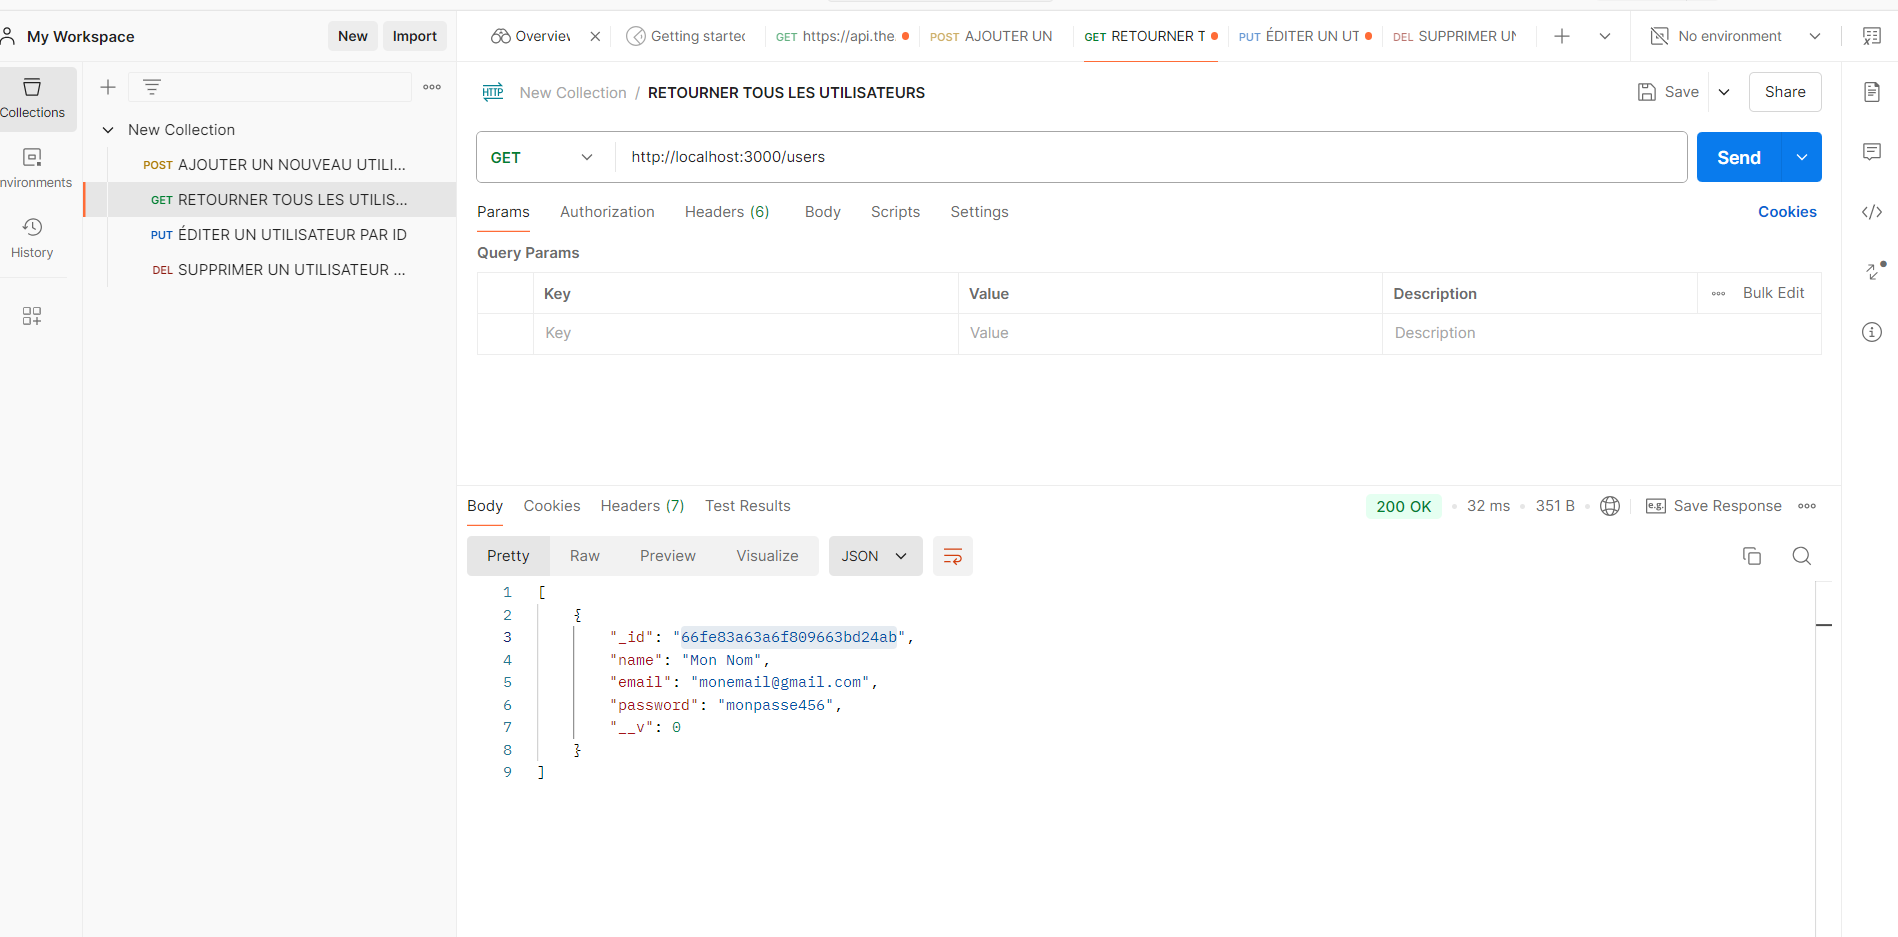 My Workspace
New
Import
Overview
Getting started
GET https://api.the
POST AJOUTER UN
GET RETOURNER T
PUT ÉDITER UN UT
DEL SUPPRIMER UN
No environment
Collections
nvironments
History
New Collection
POST AJOUTER UN NOUVEAU UTILI...
GET RETOURNER TOUS LES UTILIS...
PUT ÉDITER UN UTILISATEUR PAR ID
DEL SUPPRIMER UN UTILISATEUR ...
HTTP New Collection / RETOURNER TOUS LES UTILISATEURS
Save
Share
GET
http://localhost:3000/users
Send
Params Authorization Headers (6) Body Scripts Settings
Cookies
Query Params
Key Value Description Bulk Edit
Key Value Description
Body Cookies Headers (7) Test Results
200 OK • 32 ms • 351 B • e.g. Save Response
Pretty Raw Preview Visualize JSON
1 [
2 {
3 "_id": "66fe83a63a6f809663bd24ab",
4 "name": "Mon Nom",
5 "email": "monemail@gmail.com",
6 "password": "monpasse456",
7 "__v": 0
8 }
9 ]